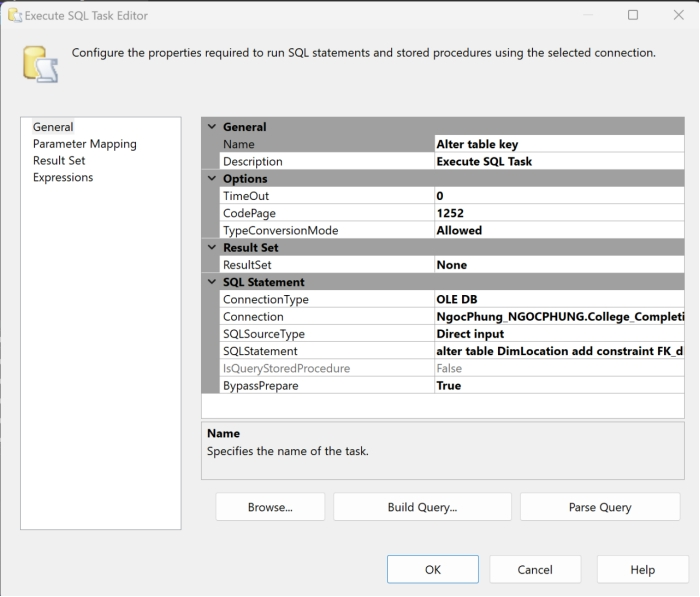 Execute SQL Task Editor
Configure the properties required to run SQL statements and stored procedures using the selected connection.
General
Parameter Mapping
Result Set
Expressions
General
Name Alter table key
Description Execute SQL Task
Options
TimeOut 0
CodePage 1252
TypeConversionMode Allowed
Result Set
ResultSet None
SQL Statement
ConnectionType OLE DB
Connection NgocPhung_NGOCPHUNG.College_Completi
SQLSourceType Direct input
SQLStatement alter table DimLocation add constraint FK_d
IsQueryStoredProcedure False
BypassPrepare True
Name
Specifies the name of the task.
Browse... Build Query... Parse Query
OK Cancel Help